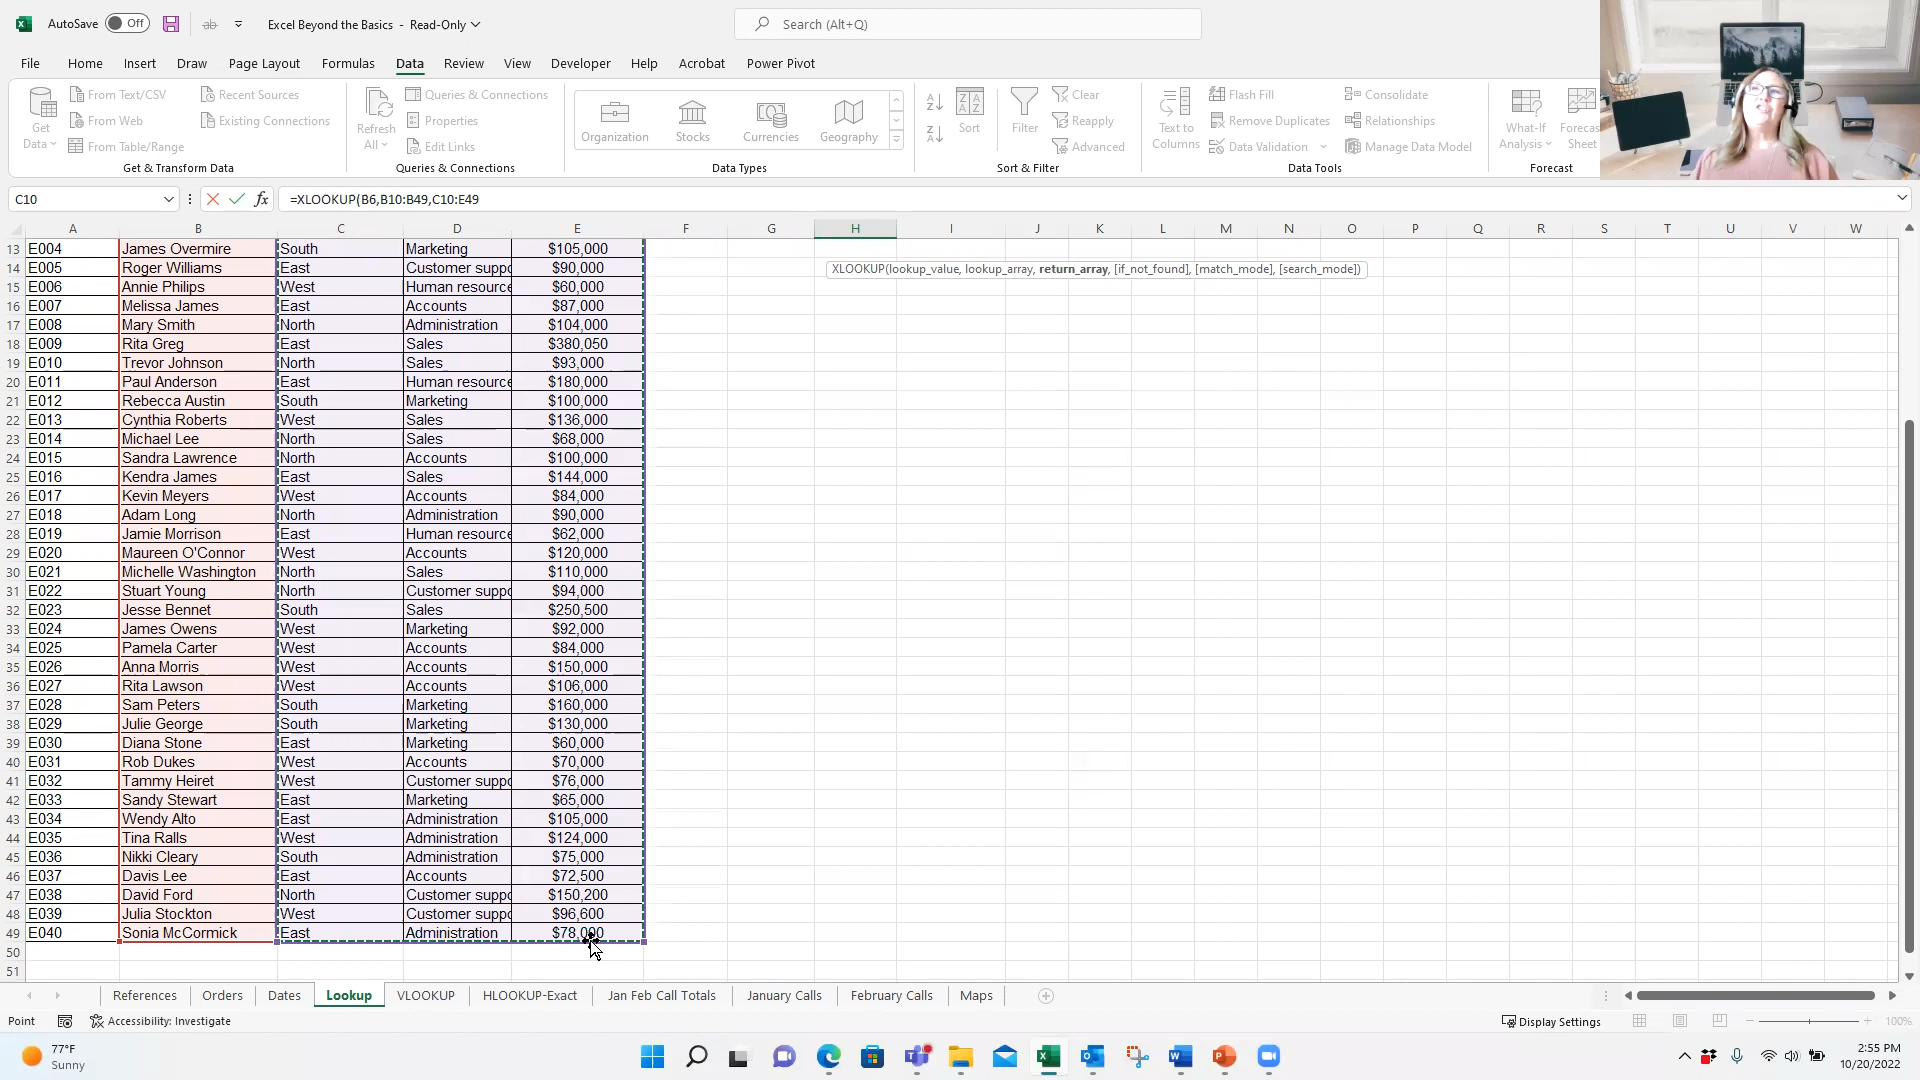 AutoSave Off ab Excel Beyond the Basics - Read-Only Search (Alt+Q)
File Home Insert Draw Page Layout Formulas Data Review View Developer Help Acrobat Power Pivot
Get Data From Text/CSV From Web From Table/Range Recent Sources Existing Connections
Get & Transform Data
Refresh All Queries & Connections Properties Edit Links
Queries & Connections
Organization Stocks Currencies Geography
Data Types
Sort Filter Clear Reapply Advanced
Sort & Filter
Text to Columns Flash Fill Remove Duplicates Data Validation Consolidate Relationships Manage Data Model
Data Tools
What-If Analysis Forecas Sheet
Forecast
C10 fx =XLOOKUP(B6,B10:B49,C10:E49
A B C D E F G H I J K L M N O P Q R S T U V W
XLOOKUP(lookup_value, lookup_array, return_array, [if_not_found], [match_mode], [search_mode])
13 E004 James Overmire South Marketing $105,000
14 E005 Roger Williams East Customer suppo $90,000
15 E006 Annie Philips West Human resource $60,000
16 E007 Melissa James East Accounts $87,000
17 E008 Mary Smith North Administration $104,000
18 E009 Rita Greg East Sales $380,050
19 E010 Trevor Johnson North Sales $93,000
20 E011 Paul Anderson East Human resource $180,000
21 E012 Rebecca Austin South Marketing $100,000
22 E013 Cynthia Roberts West Sales $136,000
23 E014 Michael Lee North Sales $68,000
24 E015 Sandra Lawrence North Accounts $100,000
25 E016 Kendra James East Sales $144,000
26 E017 Kevin Meyers West Accounts $84,000
27 E018 Adam Long North Administration $90,000
28 E019 Jamie Morrison East Human resource $62,000
29 E020 Maureen O'Connor West Accounts $120,000
30 E021 Michelle Washington North Sales $110,000
31 E022 Stuart Young North Customer suppo $94,000
32 E023 Jesse Bennet South Sales $250,500
33 E024 James Owens West Marketing $92,000
34 E025 Pamela Carter West Accounts $84,000
35 E026 Anna Morris West Accounts $150,000
36 E027 Rita Lawson West Accounts $106,000
37 E028 Sam Peters South Marketing $160,000
38 E029 Julie George South Marketing $130,000
39 E030 Diana Stone East Marketing $60,000
40 E031 Rob Dukes West Accounts $70,000
41 E032 Tammy Heiret West Customer suppo $76,000
42 E033 Sandy Stewart East Marketing $65,000
43 E034 Wendy Alto East Administration $105,000
44 E035 Tina Ralls West Administration $124,000
45 E036 Nikki Cleary South Administration $75,000
46 E037 Davis Lee East Accounts $72,500
47 E038 David Ford North Customer suppo $150,200
48 E039 Julia Stockton West Customer suppo $96,600
49 E040 Sonia McCormick East Administration $78,000
50
51
References Orders Dates Lookup VLOOKUP HLOOKUP-Exact Jan Feb Call Totals January Calls February Calls Maps
Point Accessibility: Investigate Display Settings 100%
77°F
Sunny
2:55 PM
10/20/2022